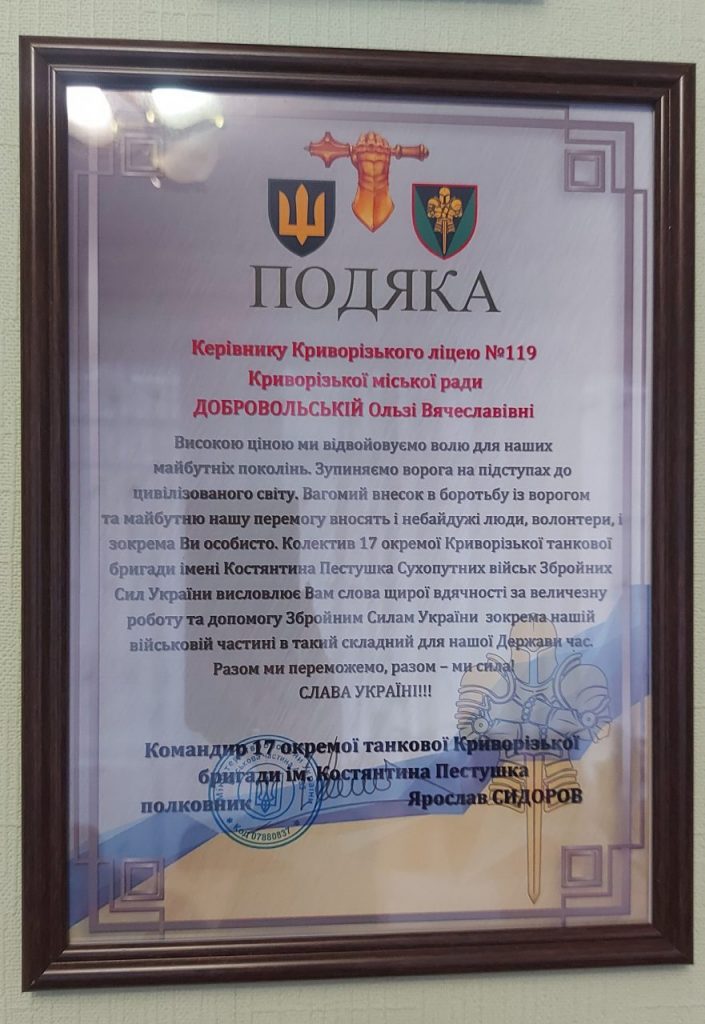 ПОДЯКА
Керівнику Криворізького ліцею №119
Криворізької міської ради
ДОБРОВОЛЬСЬКІЙ Ользі Вячеславівні
Високою ціною ми відвойовуємо волю для наших
майбутніх поколінь. Зупиняємо ворога на підступах до
цивілізованого світу. Вагомий внесок в боротьбу із ворогом
та майбутню нашу перемогу вносять і небайдужі люди, волонтери, і
зокрема Ви особисто. Колектив 17 окремої Криворізької танкової
бригади імені Костянтина Пестушка Сухопутних військ Збройних
Сил України висловлює Вам слова щирої вдячності за величезну
роботу та допомогу Збройним Силам України зокрема нашій
військовій частині в такий складний для нашої Держави час.
Разом ми переможемо, разом – ми сила!
СЛАВА УКРАЇНІ!!!
Командир 17 окремої танкової Криворізької
бригади ім. Костянтина Пестушка
полковник Ярослав СИДОРОВ
Код 07880837